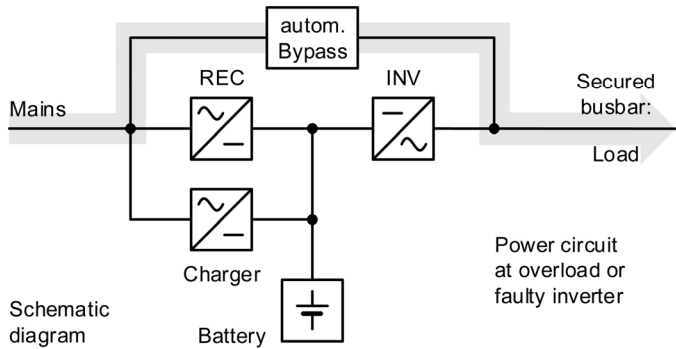 autom.
Bypass
REC
INV
Mains
Secured
busbar:
Load
Charger
Power circuit
at overload or
faulty inverter
Schematic
diagram
Battery